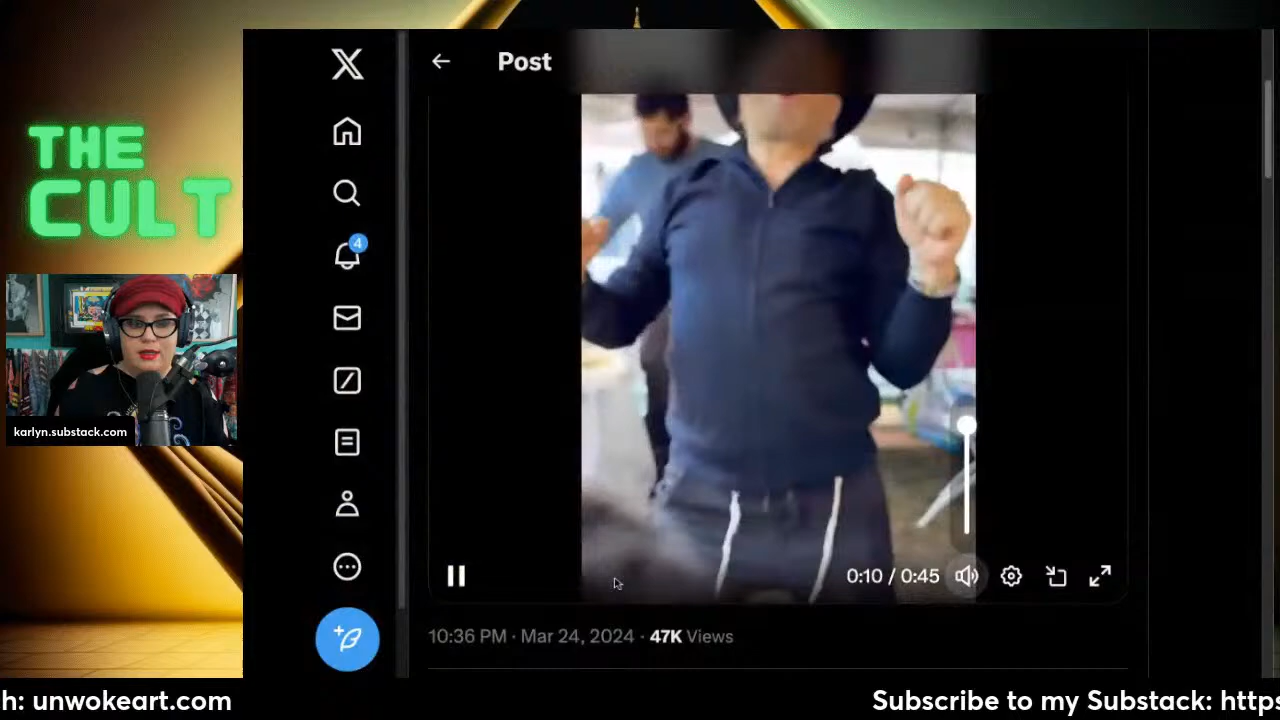 THE
CULT
karlyn.substack.com
Post
4
0:10 / 0:45
10:36 PM · Mar 24, 2024 · 47K Views
h: unwokeart.com
Subscribe to my Substack: https